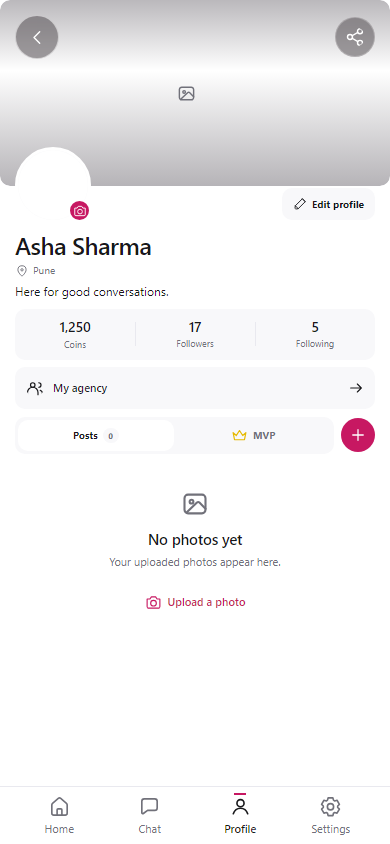 Edit profile
Asha Sharma
Pune
Here for good conversations.
1,250 17 5
Coins Followers Following
My agency
Posts 0 MVP
No photos yet
Your uploaded photos appear here.
Upload a photo
Home Chat Profile Settings